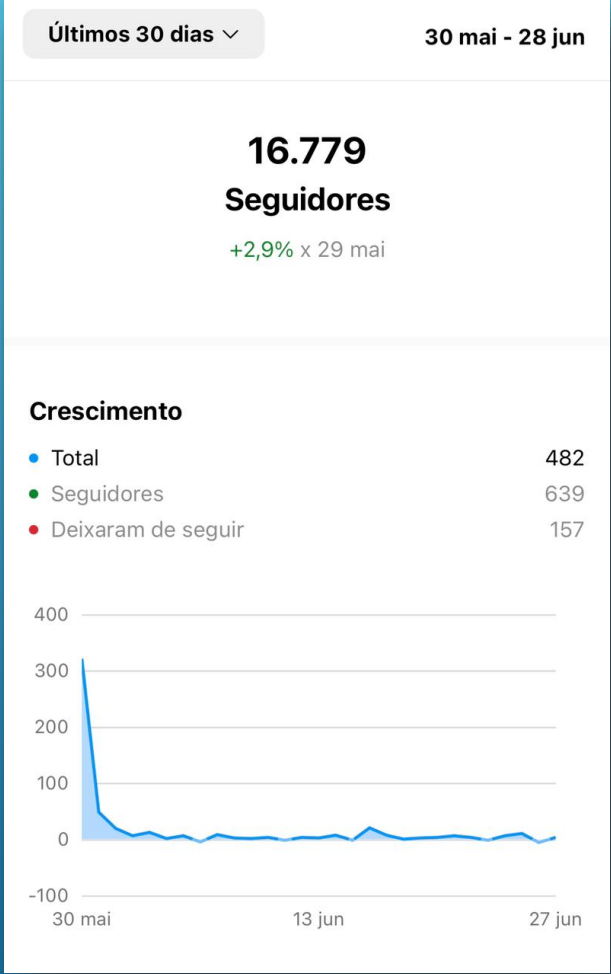 Últimos 30 dias
30 mai - 28 jun
16.779
Seguidores
+2,9% x 29 mai
Crescimento
Total 482
Seguidores 639
Deixaram de seguir 157
400
300
200
100
0
-100
30 mai 13 jun 27 jun